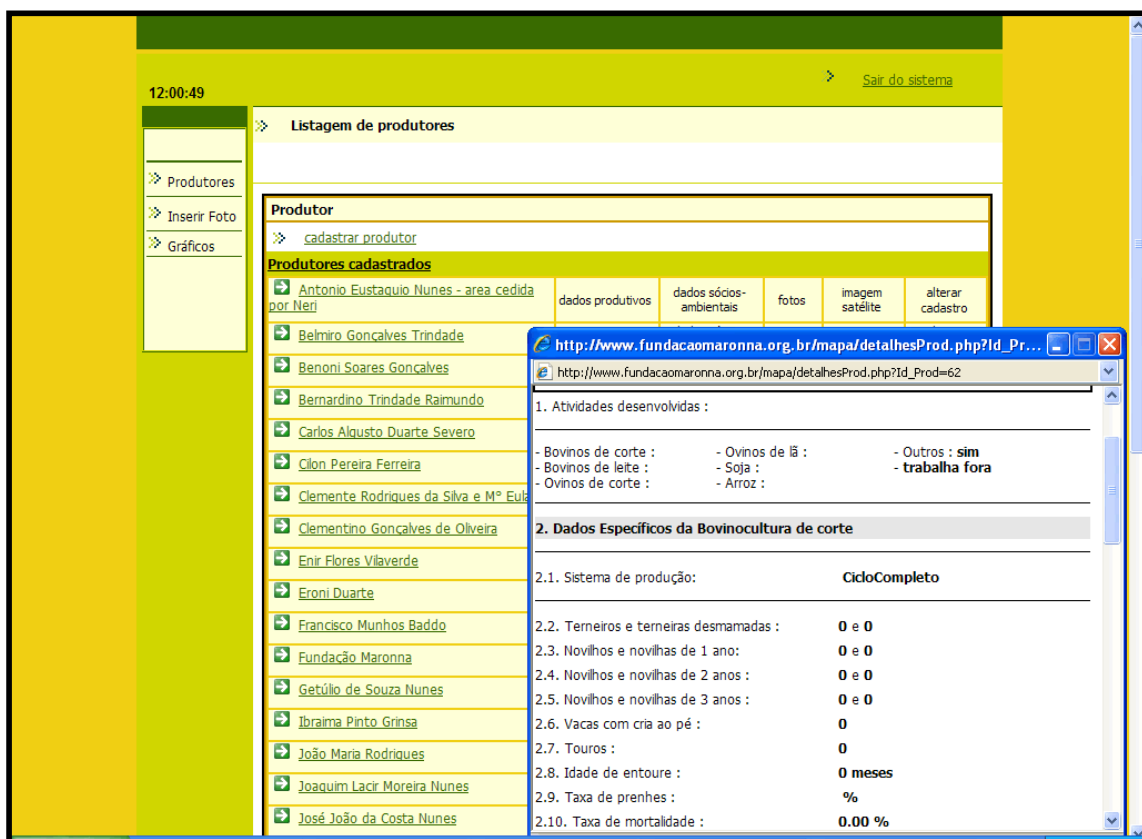 Sair do sistema
12:00:49
Listagem de produtores
Produtores
Inserir Foto
Gráficos
Produtor
cadastrar produtor
Produtores cadastrados
Antonio Eustaquio Nunes - area cedida por Neri
dados produtivos
dados sócios-ambientais
fotos
imagem satélite
alterar cadastro
Belmiro Gonçalves Trindade
Benoni Soares Gonçalves
Bernardino Trindade Raimundo
Carlos Algusto Duarte Severo
Cilon Pereira Ferreira
Clemente Rodrigues da Silva e Mº Eula
Clementino Gonçalves de Oliveira
Enir Flores Vilaverde
Eroni Duarte
Francisco Munhos Baddo
Fundação Maronna
Getúlio de Souza Nunes
Ibraima Pinto Grinsa
João Maria Rodrigues
Joaquim Lacir Moreira Nunes
José João da Costa Nunes
http://www.fundacaomaronna.org.br/mapa/detalhesProd.php?Id_Pr...
http://www.fundacaomaronna.org.br/mapa/detalhesProd.php?Id_Prod=62
1. Atividades desenvolvidas :
- Bovinos de corte : - Ovinos de lã : - Outros : sim
- Bovinos de leite : - Soja : - trabalha fora
- Ovinos de corte : - Arroz :
2. Dados Específicos da Bovinocultura de corte
2.1. Sistema de produção: CicloCompleto
2.2. Terneiros e terneiras desmamadas : 0 e 0
2.3. Novilhos e novilhas de 1 ano: 0 e 0
2.4. Novilhos e novilhas de 2 anos : 0 e 0
2.5. Novilhos e novilhas de 3 anos : 0 e 0
2.6. Vacas com cria ao pé : 0
2.7. Touros : 0
2.8. Idade de entoure : 0 meses
2.9. Taxa de prenhes : %
2.10. Taxa de mortalidade : 0.00 %